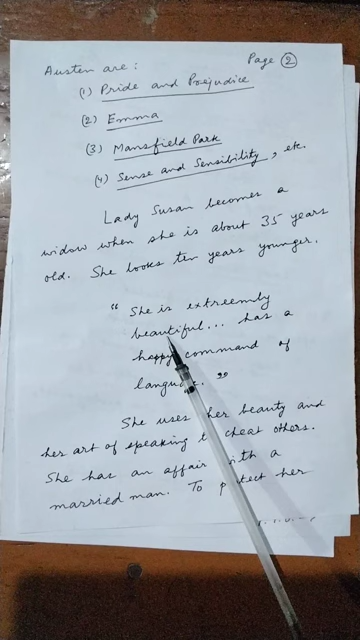 Austen are:
Page 2
(1) Pride and Prejudice
(2) Emma
(3) Mansfield Park
(4) Sense and Sensibility, etc.
Lady Susan becomes a
widow when she is about 35 years
old. She looks ten years younger.
" She is extreemly
beautiful... has a
happy command of
language. "
She uses her beauty and
her art of speaking to cheat others.
She has an affair with a
married man. To protect her